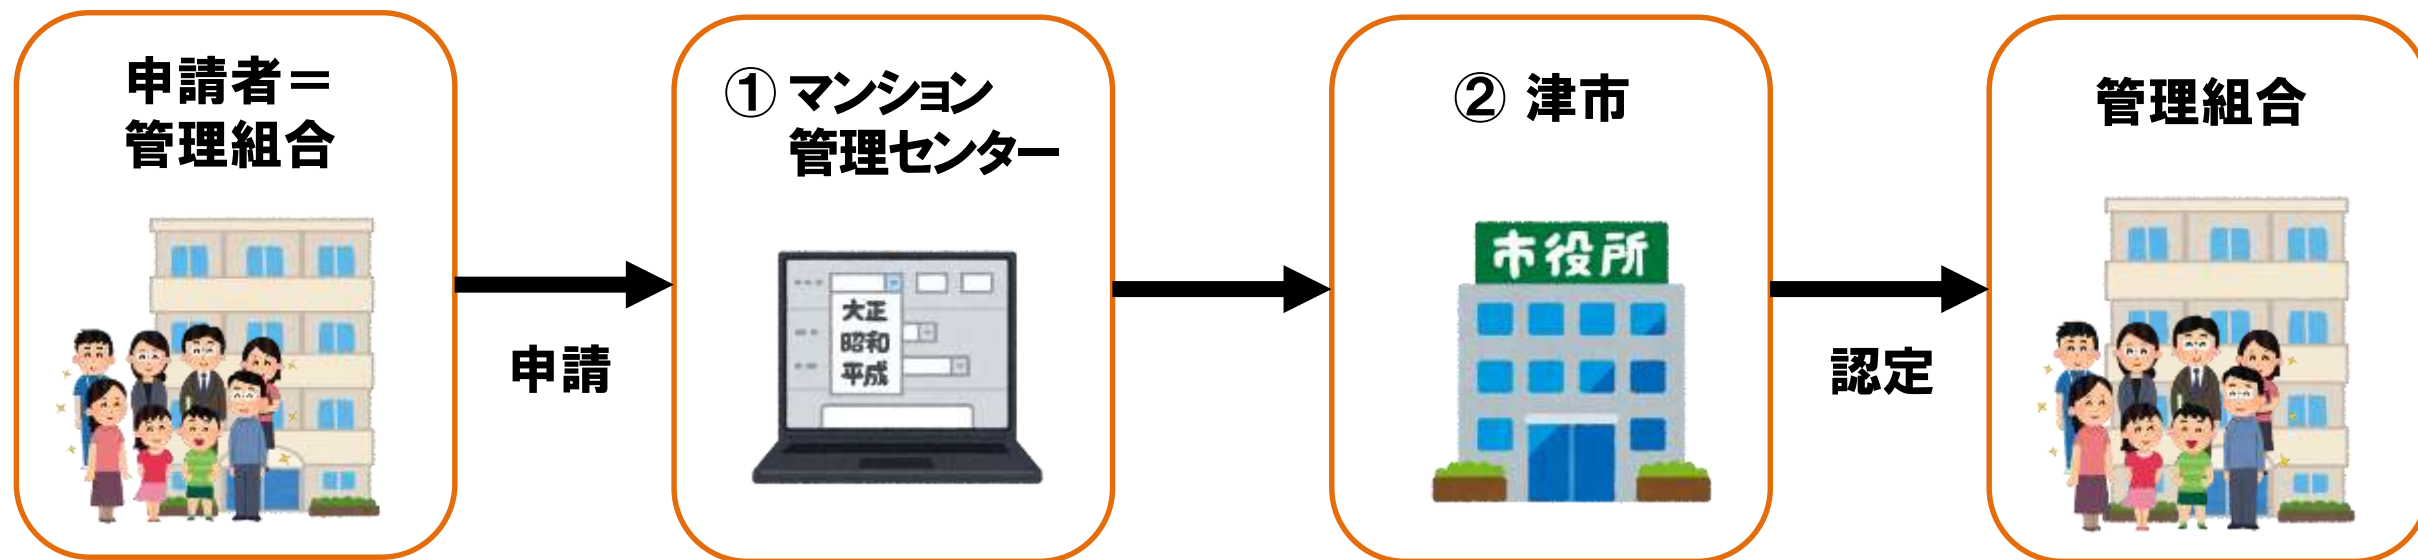 申請者＝
管理組合
申請
① マンション
管理センター
大正
昭和
平成
② 津市
市役所
認定
管理組合